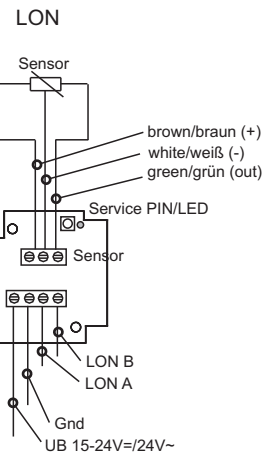 LON
Sensor
brown/braun (+)
white/weiß (-)
green/grün (out)
Service PIN/LED
Sensor
LON B
LON A
Gnd
UB 15-24V=/24V~